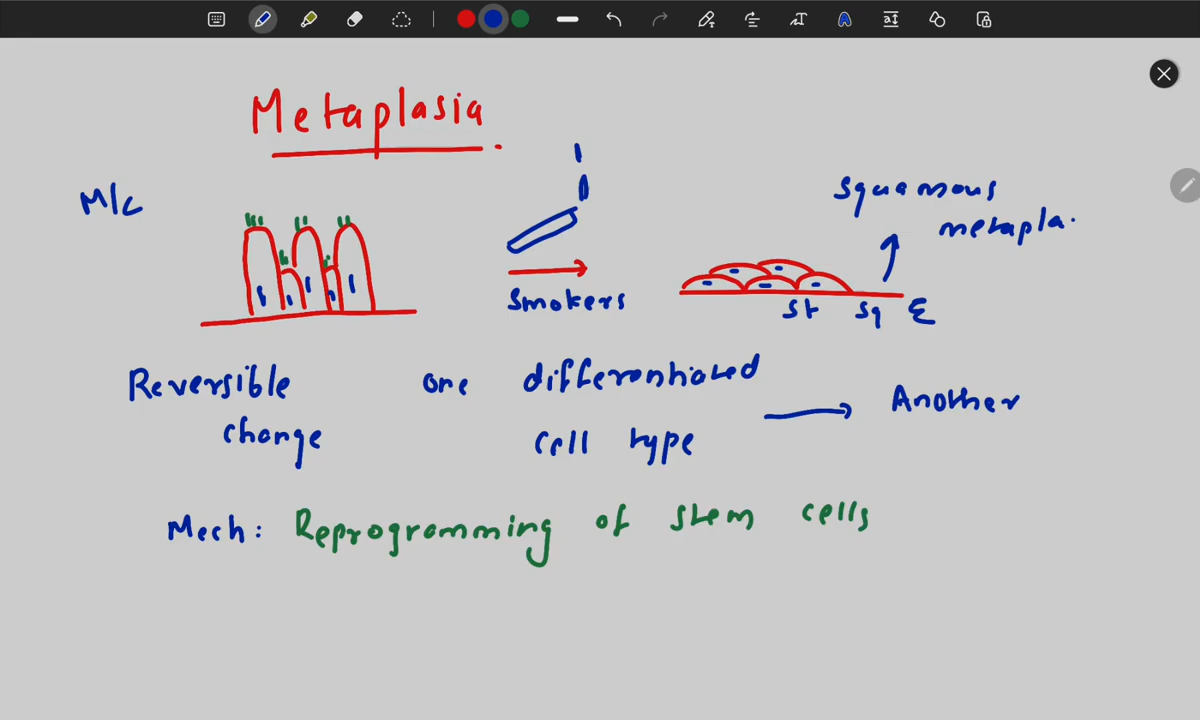 Metaplasia.
M/c
Smokers
squamous
metapla.
st sq Σ
Reversible change
one differentiated cell type
Another
Mech: Reprogramming of stem cells